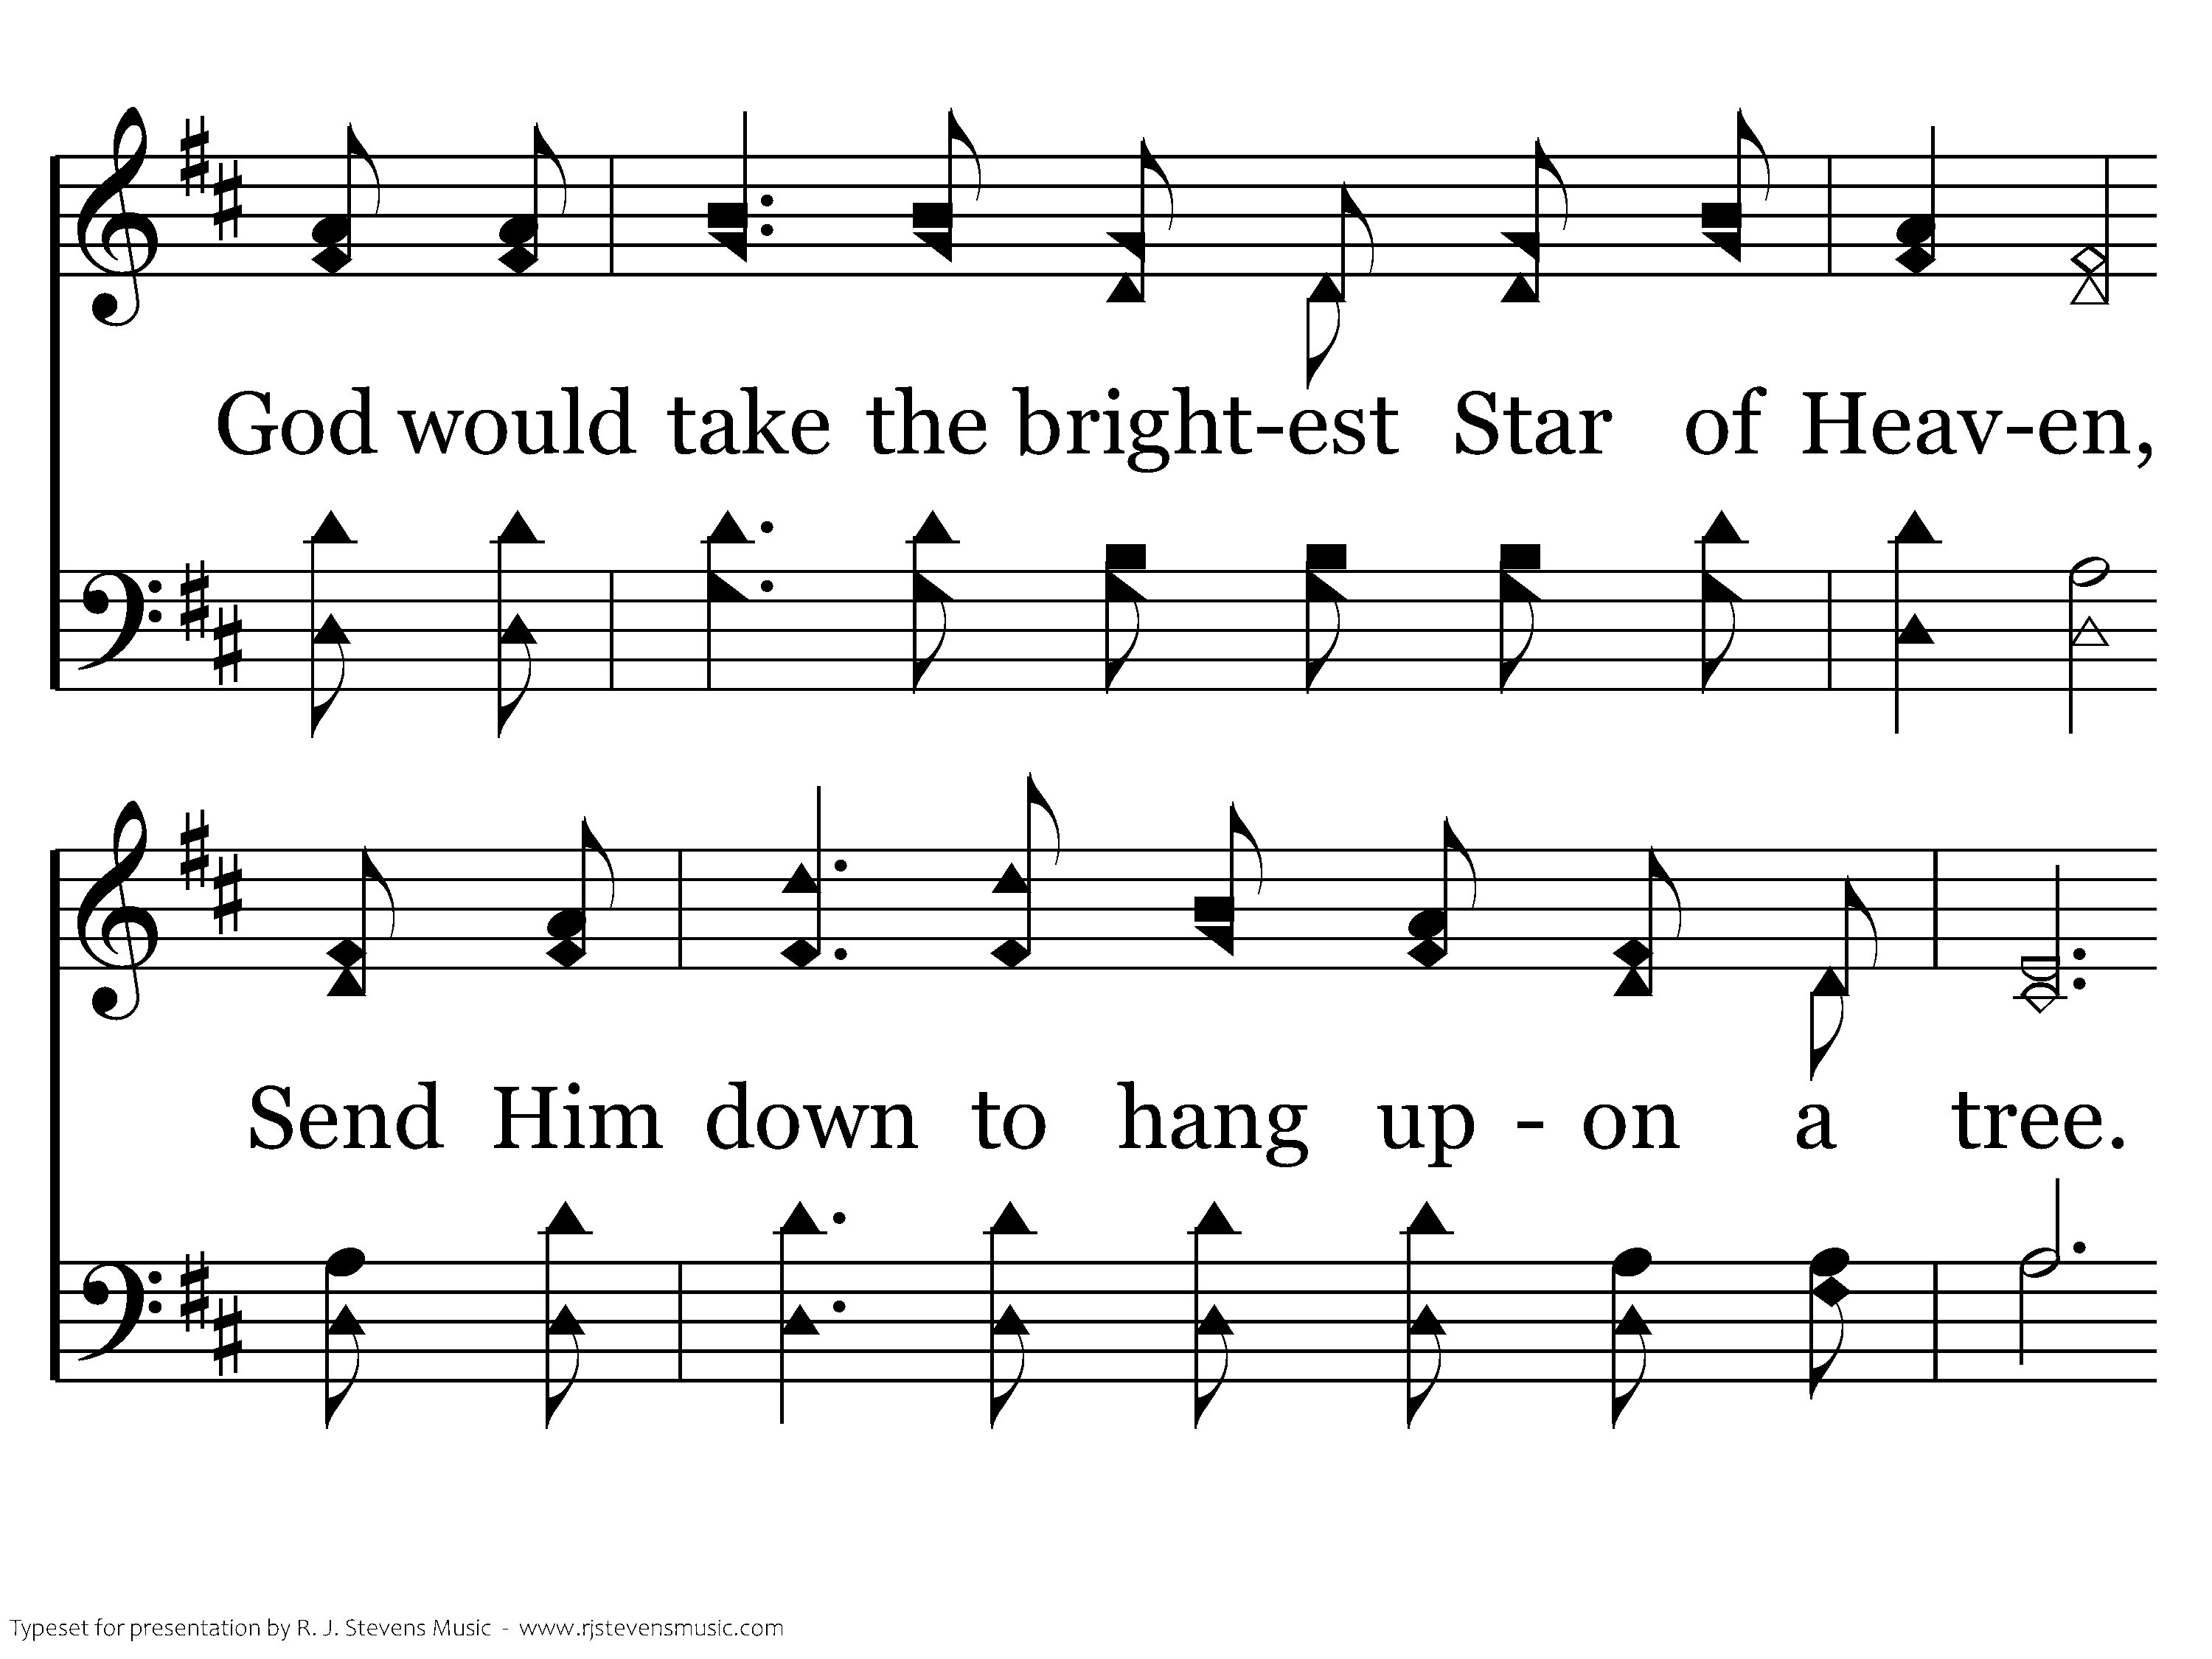 God would take the bright-est Star of Heav-en,
Send Him down to hang up - on a tree.
Typeset for presentation by R. J. Stevens Music - www.rjstevensmusic.com